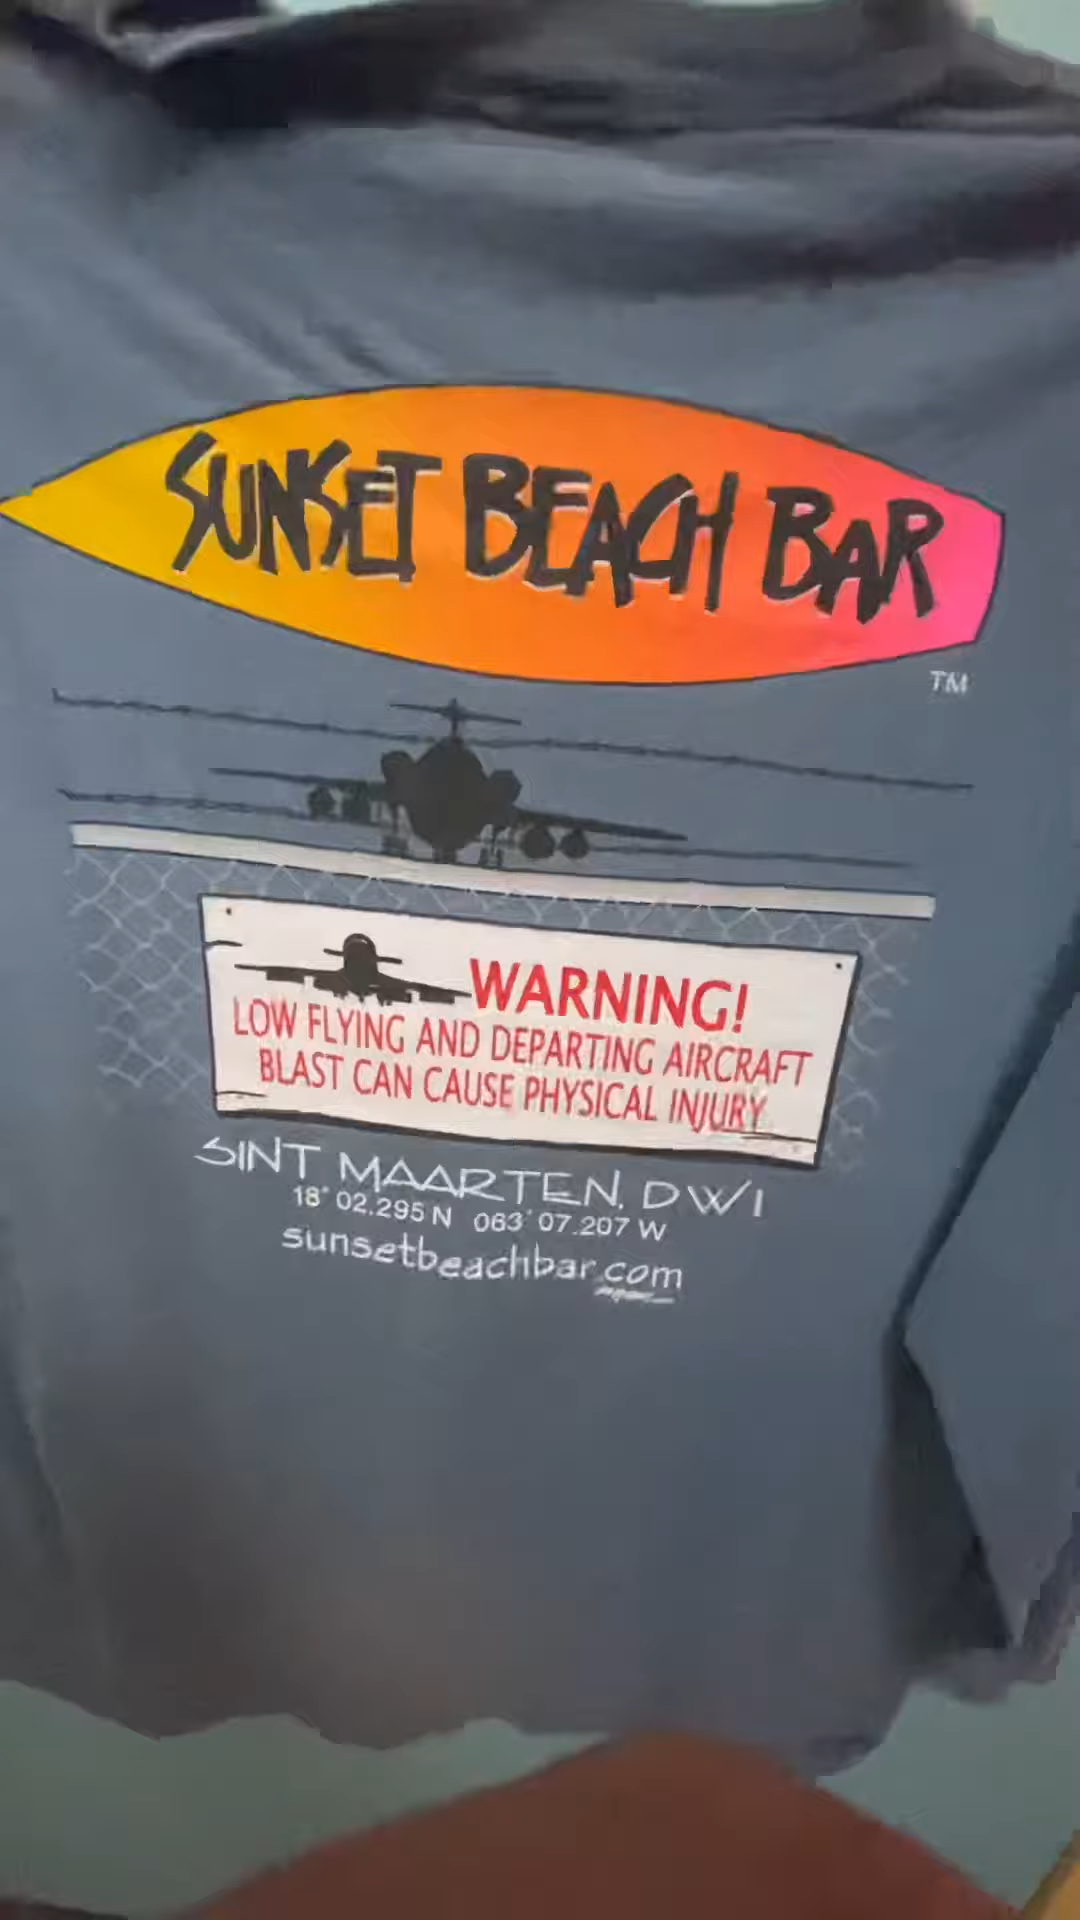 SUNSET BEACH BAR
TM
WARNING!
LOW FLYING AND DEPARTING AIRCRAFT
BLAST CAN CAUSE PHYSICAL INJURY
SINT MAARTEN, DWI
18° 02.295 N 063° 07.207 W
sunsetbeachbar.com